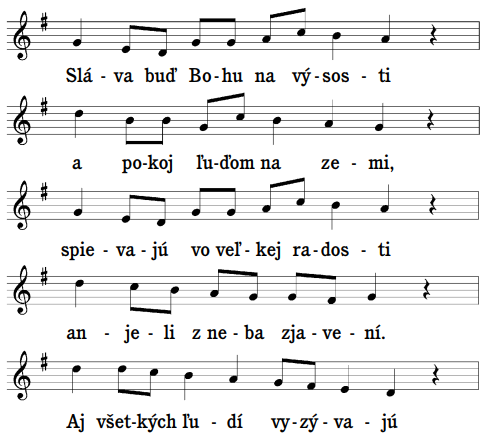 Slá - va buď Bo - hu na vý - sos - ti
a po - koj ľu - ďom na ze - mi,
spie - va - jú vo veľ - kej ra - dos - ti
an - je - li z ne - ba zja - ve - ní.
Aj všet - kých ľu - dí vy - zý - va - jú